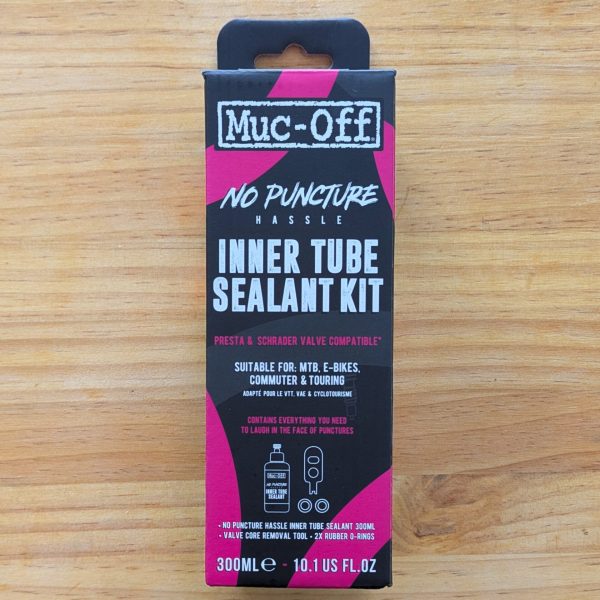 Muc-Off
NO PUNCTURE
HASSLE
INNER TUBE
SEALANT KIT
PRESTA & SCHRADER VALVE COMPATIBLE*
SUITABLE FOR: MTB, E-BIKES,
COMMUTER & TOURING
ADAPTÉ POUR LE VTT, VAE & CYCLOTOURISME
CONTAINS EVERYTHING YOU NEED
TO LAUGH IN THE FACE OF PUNCTURES
Muc-Off
NO PUNCTURE
HASSLE
INNER TUBE
SEALANT
• NO PUNCTURE HASSLE INNER TUBE SEALANT 300ML
• VALVE CORE REMOVAL TOOL • 2X RUBBER O-RINGS
300ML℮ - 10.1 US FL.OZ